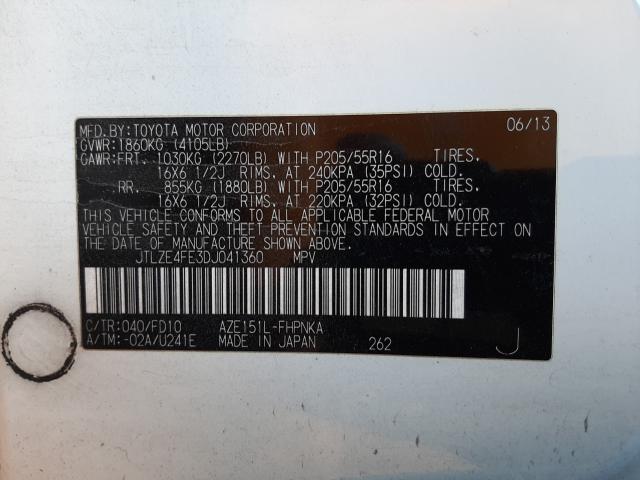 MFD.BY:TOYOTA MOTOR CORPORATION 06/13
GVWR:1860KG (4105LB)
GAWR:FRT. 1030KG (2270LB) WITH P205/55R16 TIRES,
16X6 1/2J RIMS, AT 240KPA (35PSI) COLD.
RR. 855KG (1880LB) WITH P205/55R16 TIRES,
16X6 1/2J RIMS, AT 220KPA (32PSI) COLD.
THIS VEHICLE CONFORMS TO ALL APPLICABLE FEDERAL MOTOR
VEHICLE SAFETY AND THEFT PREVENTION STANDARDS IN EFFECT ON
THE DATE OF MANUFACTURE SHOWN ABOVE.
JTLZE4FE3DJ041360 MPV
C/TR:040/FD10 AZE151L-FHPNKA
A/TM:-02A/U241E MADE IN JAPAN 262 J